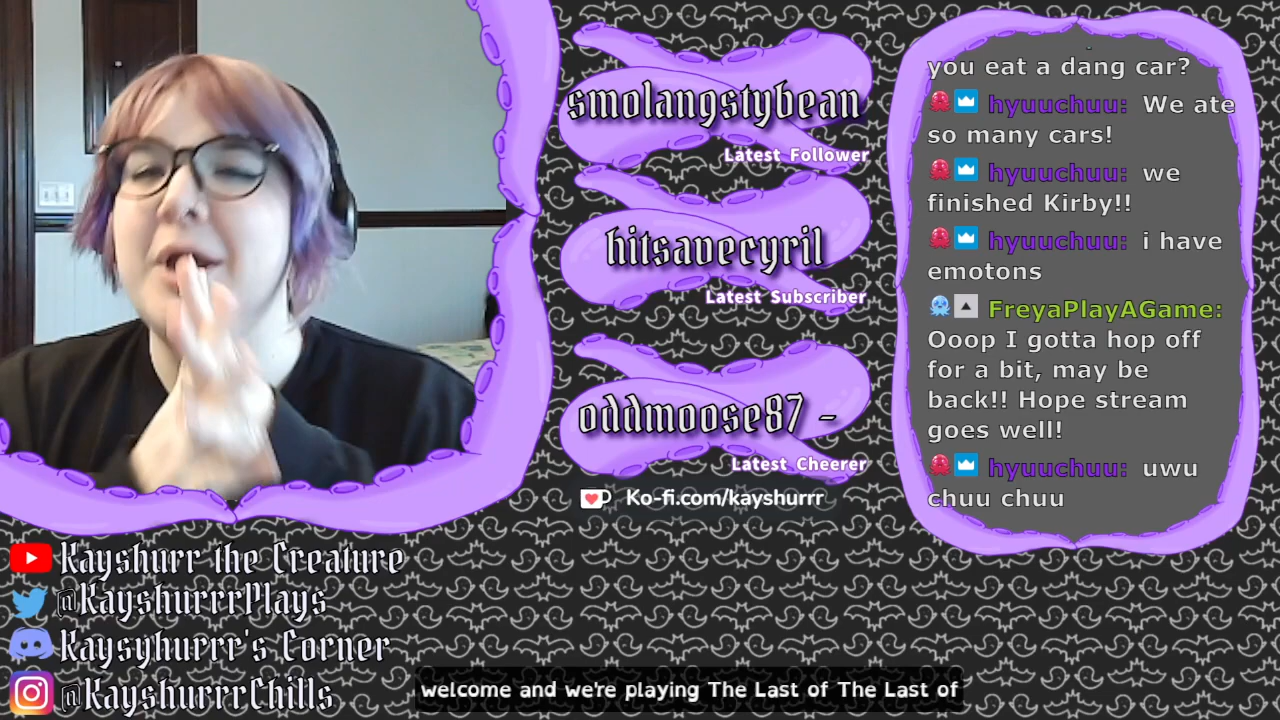 smolangstybean
Latest Follower
hitsavecyril
Latest Subscriber
oddmoose87 -
Latest Cheerer
Ko-fi.com/kayshurrr
you eat a dang car?
hyuuchuu: We ate
so many cars!
hyuuchuu: we
finished Kirby!!
hyuuchuu: i have
emotons
FreyaPlayAGame:
Ooop I gotta hop off
for a bit, may be
back!! Hope stream
goes well!
hyuuchuu: uwu
chuu chuu
Kayshurr the Creature
@KayshurrrPlays
Kaysyhurrr's Corner
@KayshurrrChills
welcome and we're playing The Last of The Last of